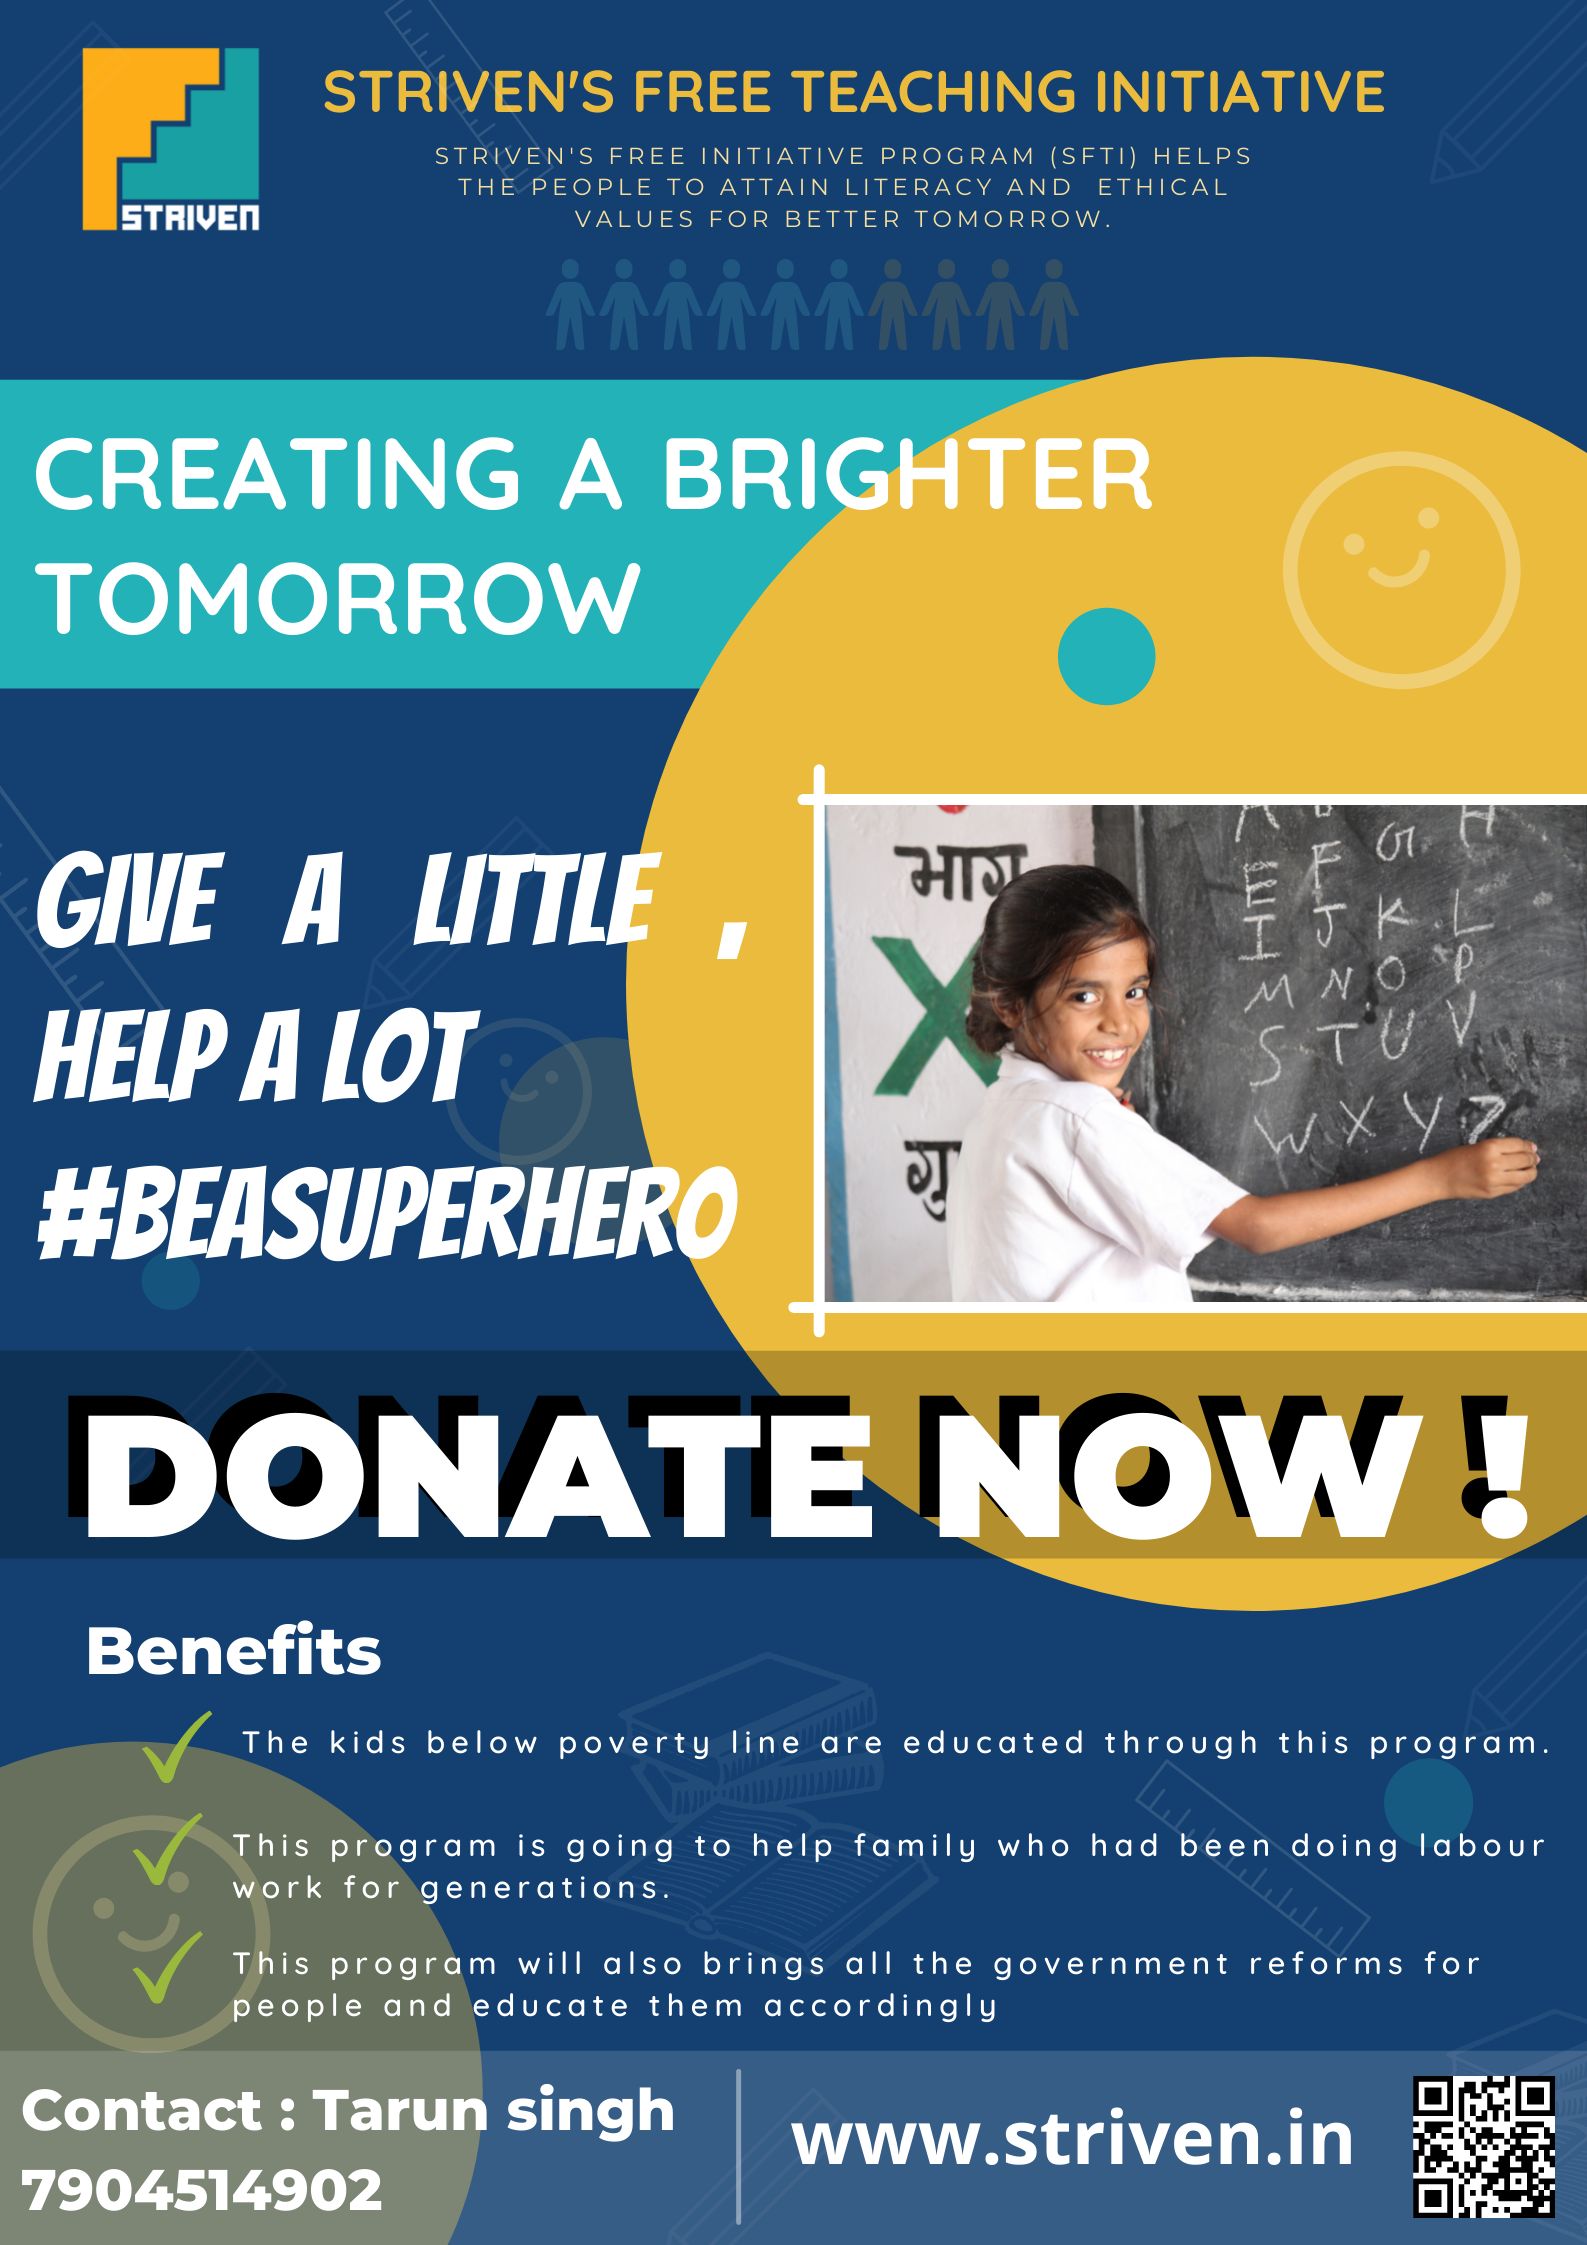 STRIVEN
STRIVEN'S FREE TEACHING INITIATIVE
STRIVEN'S FREE INITIATIVE PROGRAM (SFTI) HELPS
THE PEOPLE TO ATTAIN LITERACY AND ETHICAL
VALUES FOR BETTER TOMORROW.
CREATING A BRIGHTER
TOMORROW
GIVE A LITTLE ,
HELP A LOT
#BEASUPERHERO
भाग
F G H
E
I J K L
M N O P
S T U V
W X Y Z
DONATE NOW !
Benefits
The kids below poverty line are educated through this program.
This program is going to help family who had been doing labour
work for generations.
This program will also brings all the government reforms for
people and educate them accordingly
Contact : Tarun singh
7904514902
www.striven.in